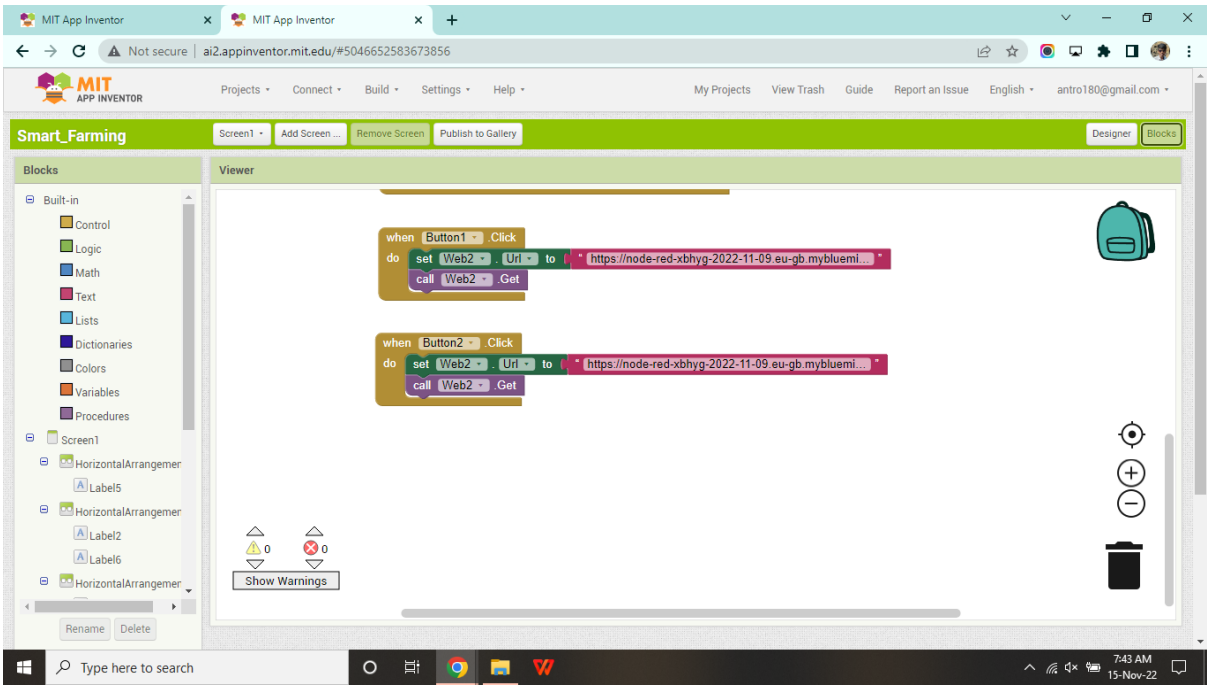 MIT App Inventor
MIT App Inventor
Not secure
ai2.appinventor.mit.edu/#5046652583673856
MIT
APP INVENTOR
Projects
Connect
Build
Settings
Help
My Projects
View Trash
Guide
Report an Issue
English
antro180@gmail.com
Smart_Farming
Screen1
Add Screen ...
Remove Screen
Publish to Gallery
Designer
Blocks
Blocks
Viewer
Built-in
Control
Logic
Math
Text
Lists
Dictionaries
Colors
Variables
Procedures
Screen1
HorizontalArrangemer
Label5
HorizontalArrangemer
Label2
Label6
HorizontalArrangemer
Rename
Delete
when Button1 .Click
do set Web2 . Url to " https://node-red-xbhyg-2022-11-09.eu-gb.mybluemi... "
call Web2 .Get
when Button2 .Click
do set Web2 . Url to " https://node-red-xbhyg-2022-11-09.eu-gb.mybluemi... "
call Web2 .Get
0
0
Show Warnings
Type here to search
7:43 AM
15-Nov-22